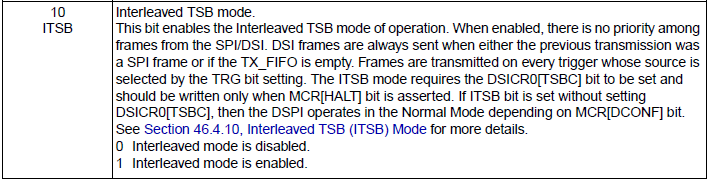 10
ITSB
Interleaved TSB mode.
This bit enables the Interleaved TSB mode of operation. When enabled, there is no priority among
frames from the SPI/DSI. DSI frames are always sent when either the previous transmission was
a SPI frame or if the TX_FIFO is empty. Frames are transmitted on every trigger whose source is
selected by the TRG bit setting. The ITSB mode requires the DSICR0[TSBC] bit to be set and
should be written only when MCR[HALT] bit is asserted. If ITSB bit is set without setting
DSICR0[TSBC], then the DSPI operates in the Normal Mode depending on MCR[DCONF] bit.
See Section 46.4.10, Interleaved TSB (ITSB) Mode for more details.
0 Interleaved mode is disabled.
1 Interleaved mode is enabled.